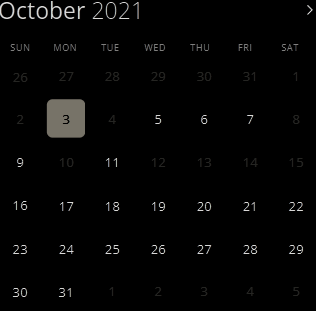 October 2021
SUN MON TUE WED THU FRI SAT
26 27 28 29 30 31 1
2 3 4 5 6 7 8
9 10 11 12 13 14 15
16 17 18 19 20 21 22
23 24 25 26 27 28 29
30 31 1 2 3 4 5